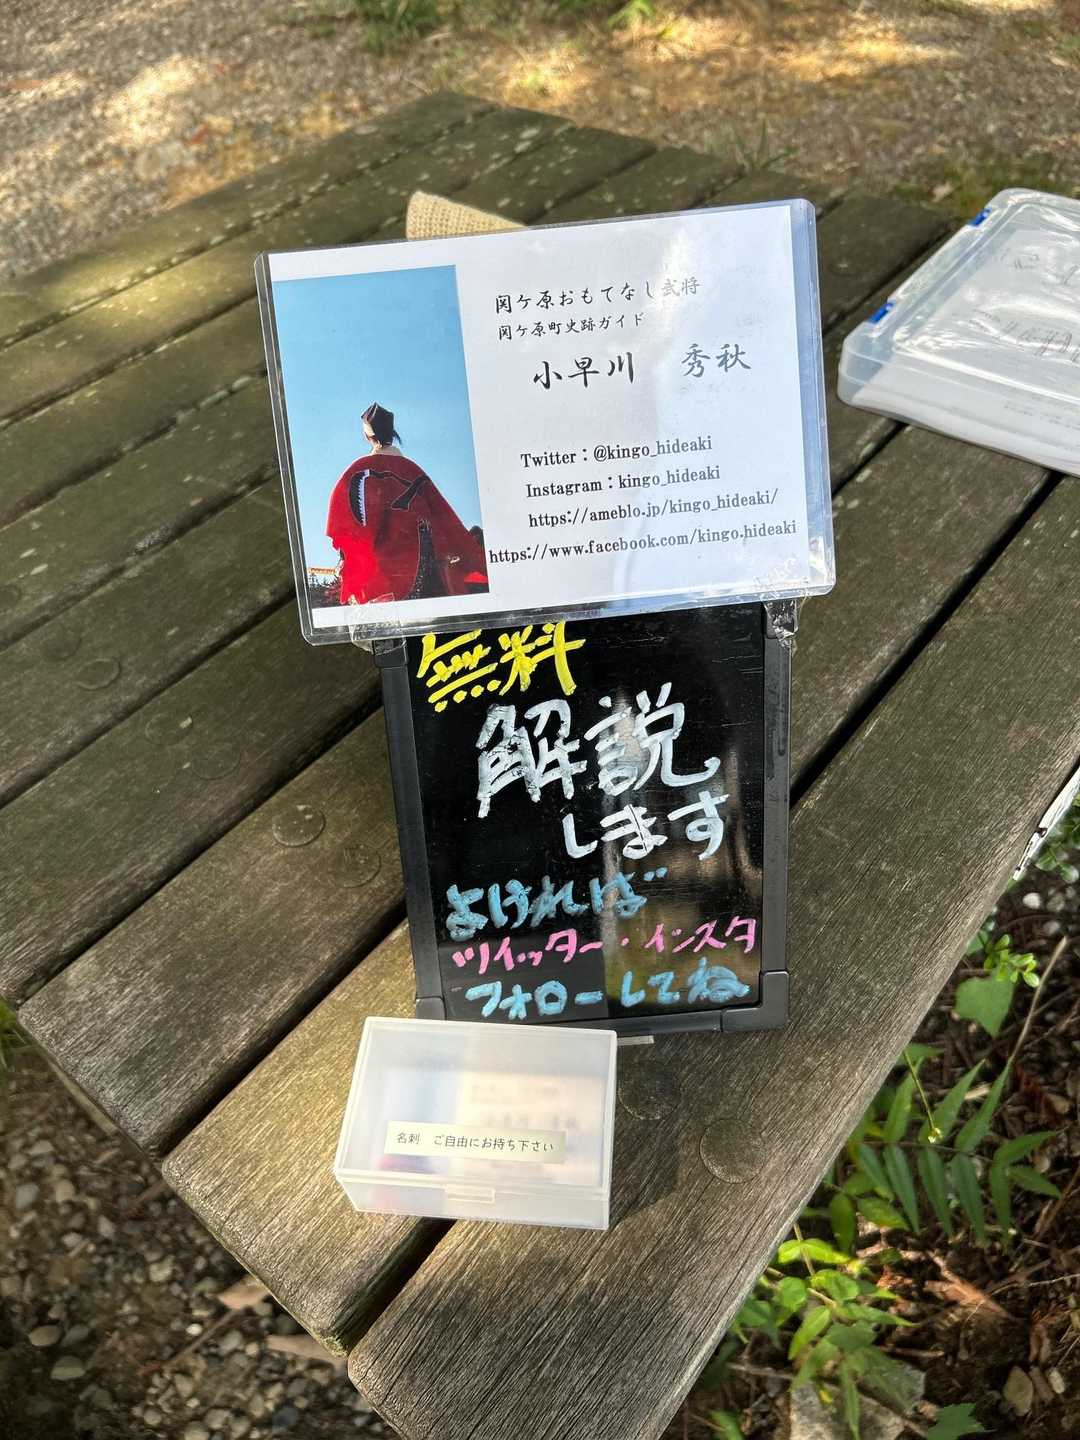 関ケ原おもてなし武将
関ケ原町史跡ガイド
小早川　秀秋
Twitter：@kingo_hideaki
Instagram：kingo_hideaki
https://ameblo.jp/kingo_hideaki/
https://www.facebook.com/kingo.hideaki
無料
解説
します
よければ
ツイッター・インスタ
フォローしてね
名刺　ご自由にお持ち下さい